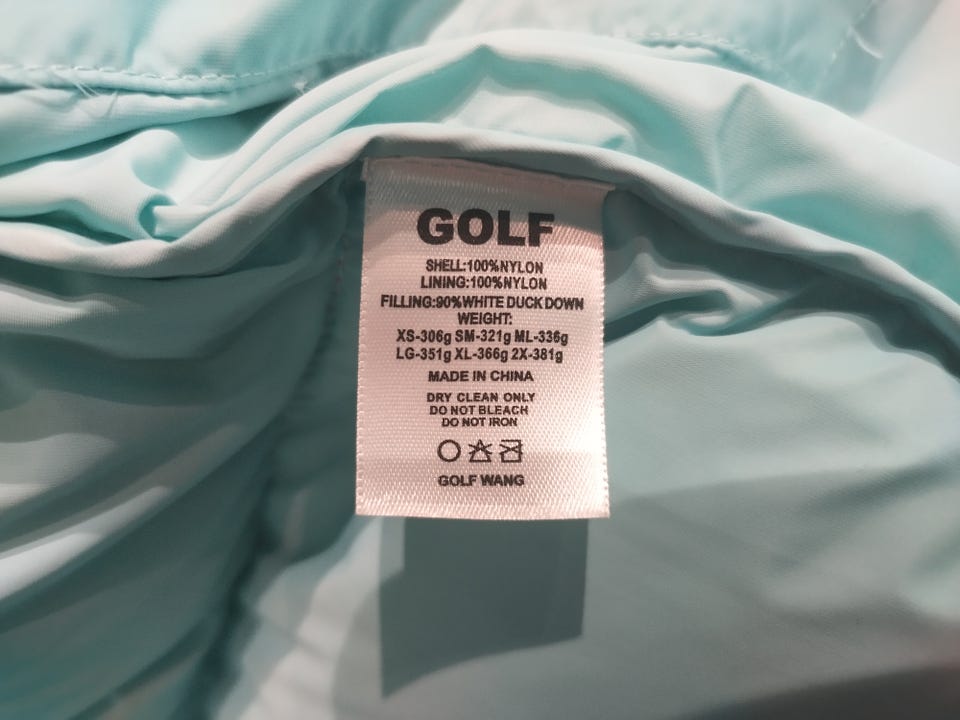 GOLF
SHELL:100%NYLON
LINING:100%NYLON
FILLING:90%WHITE DUCK DOWN
WEIGHT:
XS-306g SM-321g ML-336g
LG-351g XL-366g 2X-381g
MADE IN CHINA
DRY CLEAN ONLY
DO NOT BLEACH
DO NOT IRON
GOLF WANG